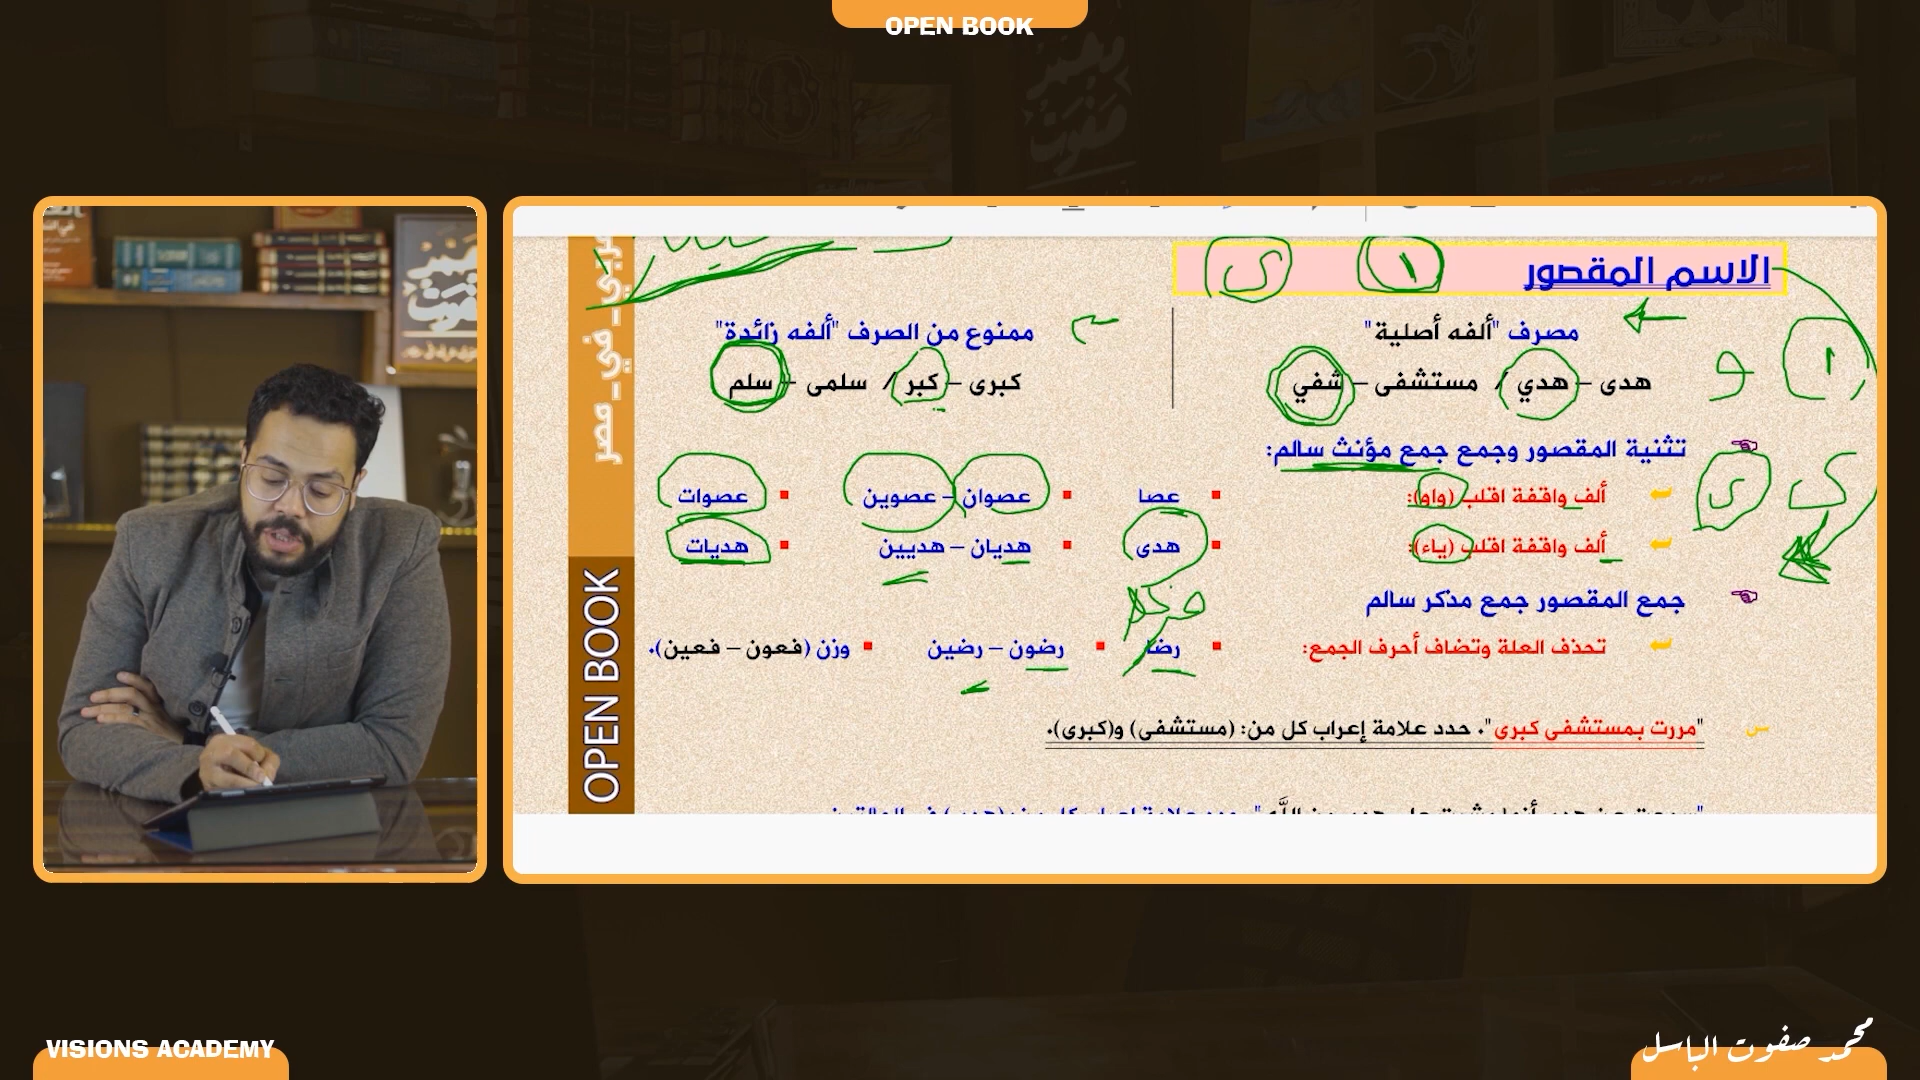 OPEN BOOK
الاسم المقصور
ا
ى
مصرف "ألفه أصلية"
ممنوع من الصرف "ألفه زائدة"
هدى – هدي / مستشفى – شفي
كبرى – كبر / سلمى – سلم
ا
و
تثنية المقصور وجمع جمع مؤنث سالم:
ألف واقفة اقلب (واو):
عصا
عصوان – عصوين
عصوات
ى
ى
ألف واقفة اقلب (ياء):
هدى
هديان – هديين
هديات
جمع المقصور جمع مذكر سالم
تحذف العلة وتضاف أحرف الجمع:
رضا
رضون – رضين
وزن (فعون – فعين).
س
"مررت بمستشفى كبرى". حدد علامة إعراب كل من: (مستشفى) و(كبرى).
OPEN BOOK
VISIONS ACADEMY
محمد صفوت الباسل